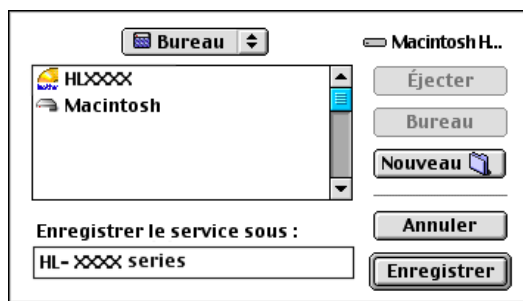 Bureau
Macintosh H...
HLXXXX
Macintosh
Éjecter
Bureau
Nouveau
Enregistrer le service sous :
HL- XXXX series
Annuler
Enregistrer